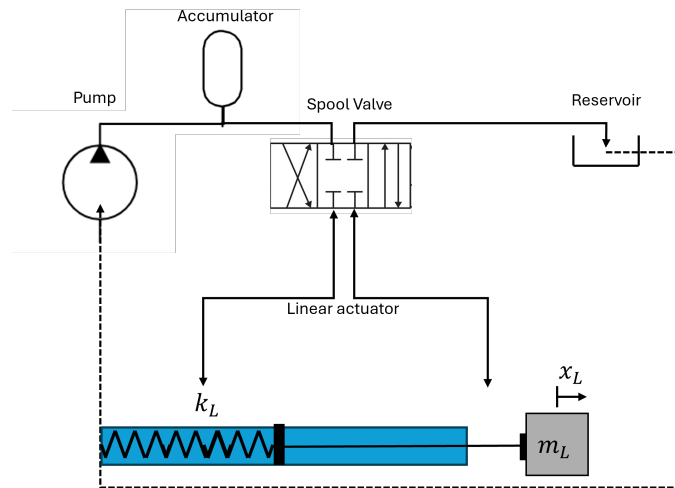 Accumulator
Pump
Spool Valve
Reservoir
Linear actuator
x_L
k_L
m_L